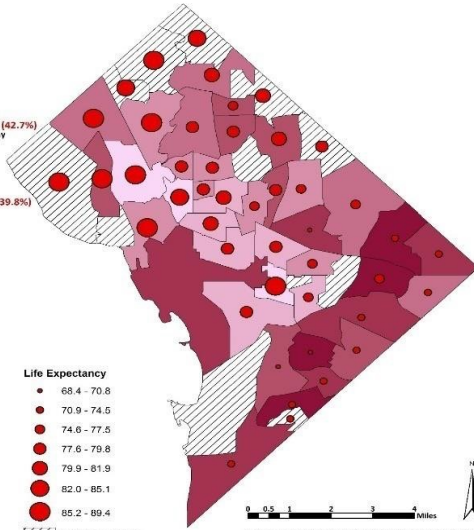 (42.7%)
39.8%)
Life Expectancy
68.4 - 70.8
70.9 - 74.5
74.6 - 77.5
77.6 - 79.8
79.9 - 81.9
82.0 - 85.1
85.2 - 89.4
N
0 0.5 1 2 3 4
Miles